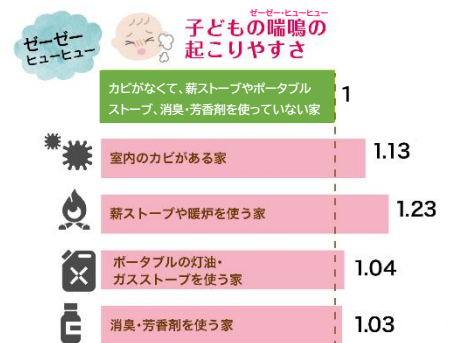 ゼーゼー
ヒューヒュー
ゼーゼー・ヒューヒュー
子どもの喘鳴の
起こりやすさ
カビがなくて、薪ストーブやポータブル
ストーブ、消臭・芳香剤を使っていない家
1
室内のカビがある家
1.13
薪ストーブや暖炉を使う家
1.23
ポータブルの灯油・
ガスストーブを使う家
1.04
消臭・芳香剤を使う家
1.03